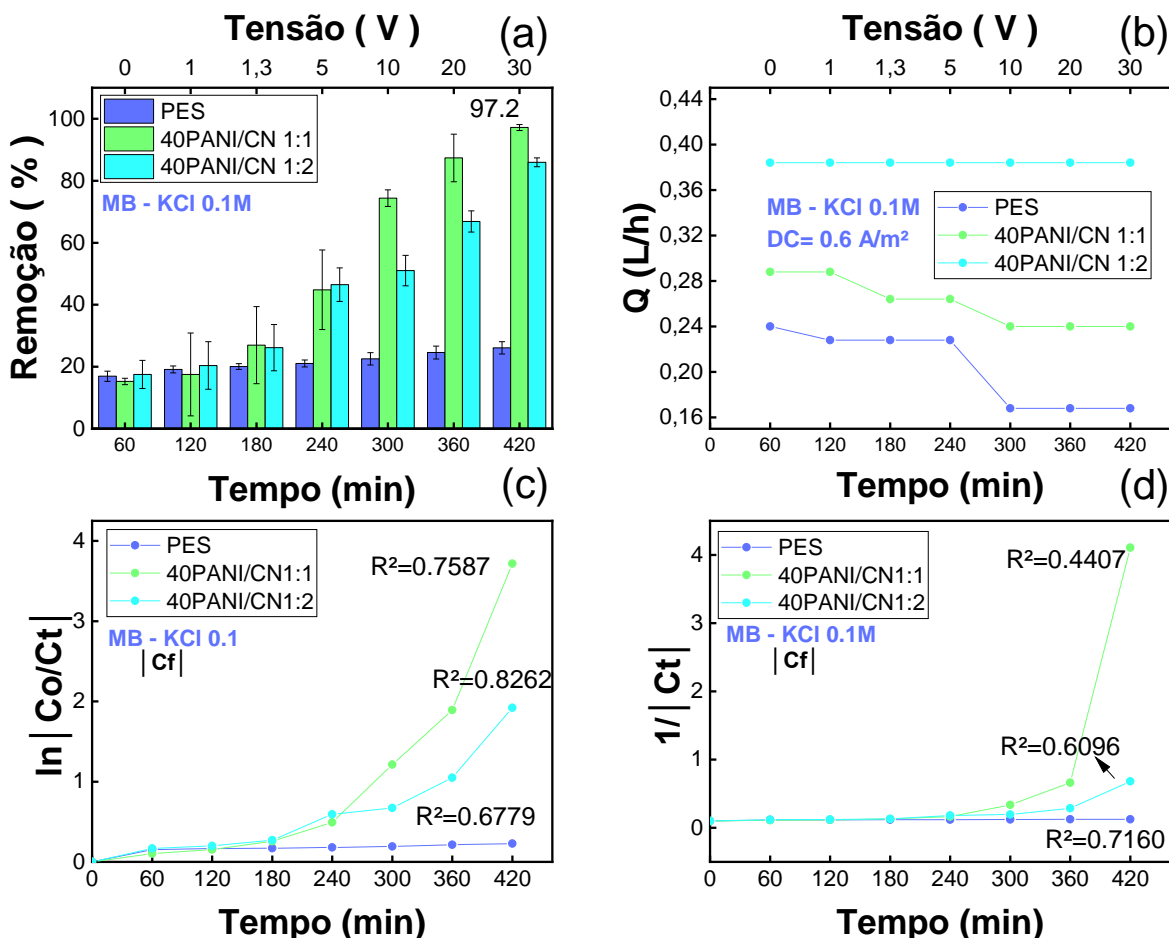 Tensão ( V )
(a)
0 1 1,3 5 10 20 30
PES
40PANI/CN 1:1
40PANI/CN 1:2
MB - KCl 0.1M
97.2
Remoção ( % )
100
80
60
40
20
0
60 120 180 240 300 360 420
Tempo (min)
Tensão ( V )
(b)
0 1 1,3 5 10 20 30
Q (L/h)
0,44
0,40
0,36
0,32
0,28
0,24
0,20
0,16
MB - KCl 0.1M
DC= 0.6 A/m²
PES
40PANI/CN 1:1
40PANI/CN 1:2
0 60 120 180 240 300 360 420
Tempo (min)
(c)
PES
40PANI/CN1:1
40PANI/CN1:2
MB - KCl 0.1
|Cf|
R²=0.7587
R²=0.8262
R²=0.6779
ln|Co/Ct|
4
3
2
1
0
0 60 120 180 240 300 360 420
Tempo (min)
(d)
PES
40PANI/CN1:1
40PANI/CN1:2
MB - KCl 0.1M
|Cf|
R²=0.4407
R²=0.6096
R²=0.7160
1/|Ct|
4
3
2
1
0
0 60 120 180 240 300 360 420
Tempo (min)